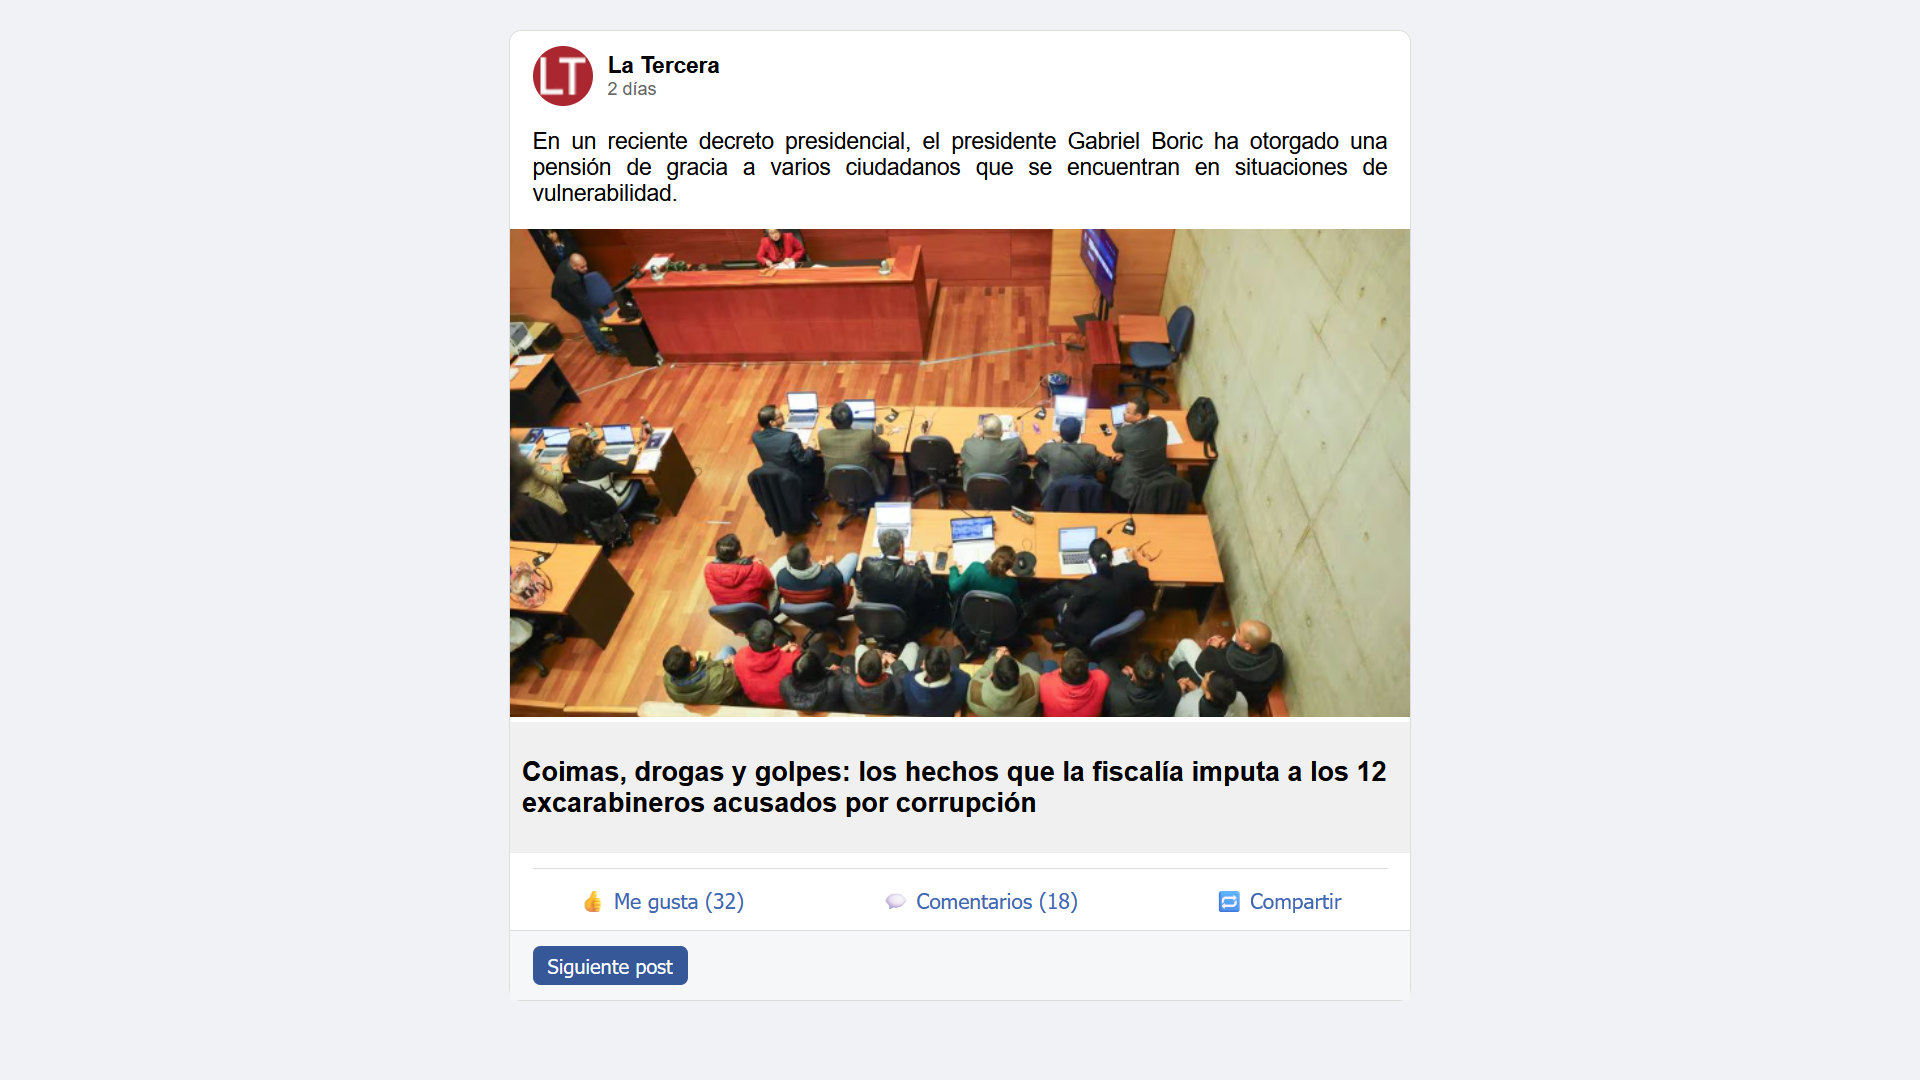 LT
La Tercera
2 días
En un reciente decreto presidencial, el presidente Gabriel Boric ha otorgado una
pensión de gracia a varios ciudadanos que se encuentran en situaciones de
vulnerabilidad.
Coimas, drogas y golpes: los hechos que la fiscalía imputa a los 12
excarabineros acusados por corrupción
👍 Me gusta (32)
💬 Comentarios (18)
🔁 Compartir
Siguiente post